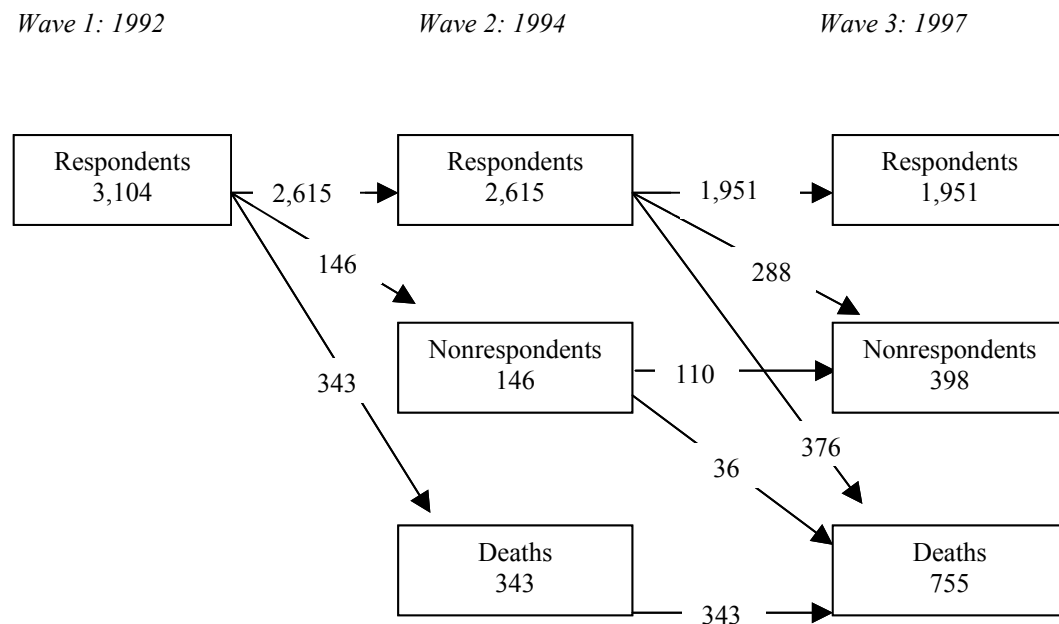 Wave 1: 1992 Wave 2: 1994 Wave 3: 1997
Respondents
3,104
2,615
Respondents
2,615
1,951
Respondents
1,951
146
288
Nonrespondents
146
110
Nonrespondents
398
343
376
36
Deaths
343
343
Deaths
755